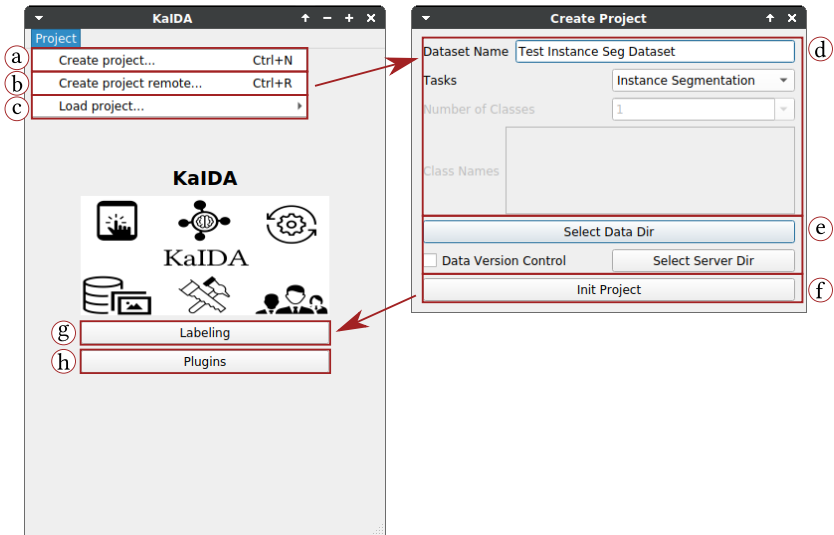 KaIDA
Project
a Create project... Ctrl+N
b Create project remote... Ctrl+R
c Load project...
KaIDA
KaIDA
g Labeling
h Plugins
Create Project
Dataset Name Test Instance Seg Dataset d
Tasks Instance Segmentation
Number of Classes 1
Class Names
Select Data Dir e
Data Version Control Select Server Dir
Init Project f